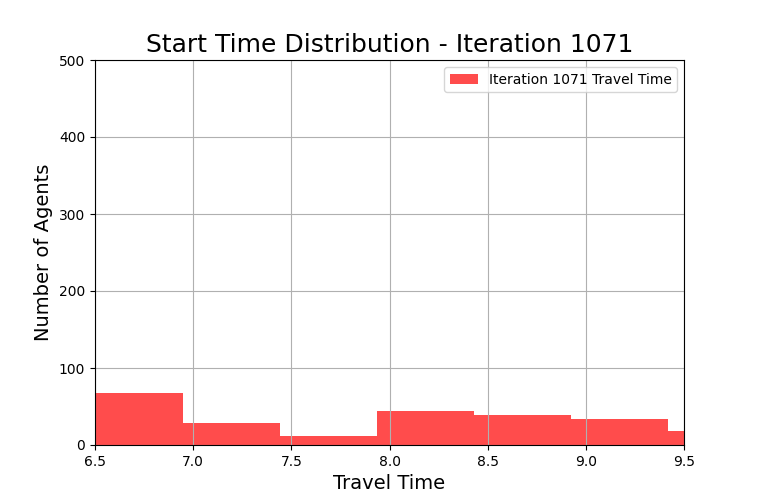 Start Time Distribution - Iteration 1071
Iteration 1071 Travel Time
Number of Agents
500
400
300
200
100
0
6.5 7.0 7.5 8.0 8.5 9.0 9.5
Travel Time